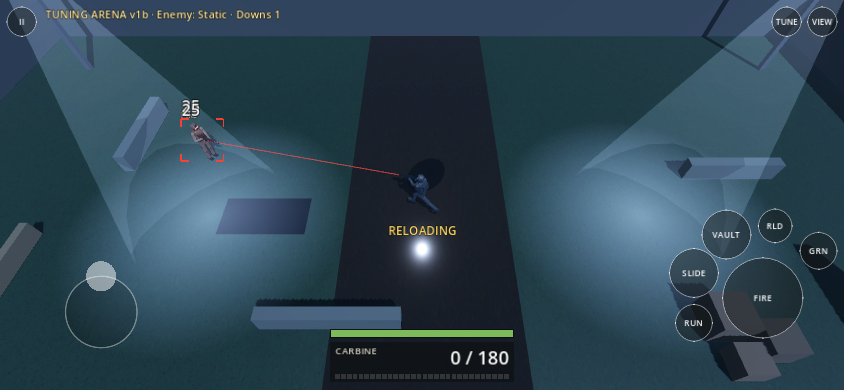 II
TUNING ARENA v1b · Enemy: Static · Downs 1
TUNE
VIEW
25
RELOADING
VAULT
RLD
GRN
SLIDE
FIRE
RUN
CARBINE
0 / 180